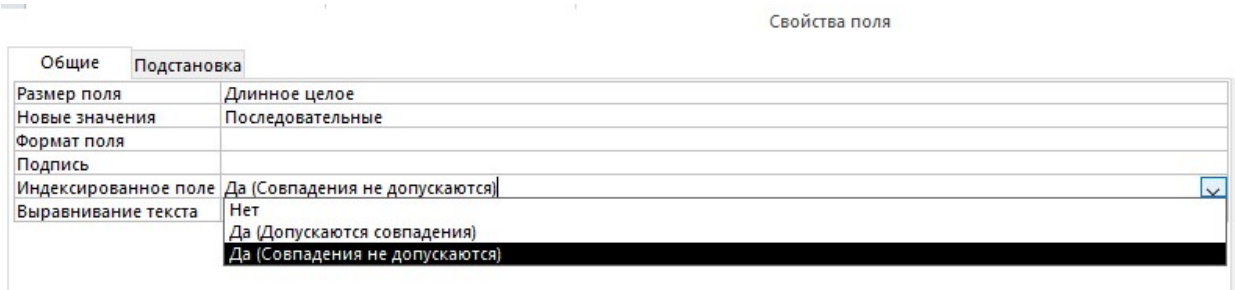 Свойства поля
Общие Подстановка
Размер поля Длинное целое
Новые значения Последовательные
Формат поля
Подпись
Индексированное поле Да (Совпадения не допускаются)
Выравнивание текста Нет
Да (Допускаются совпадения)
Да (Совпадения не допускаются)